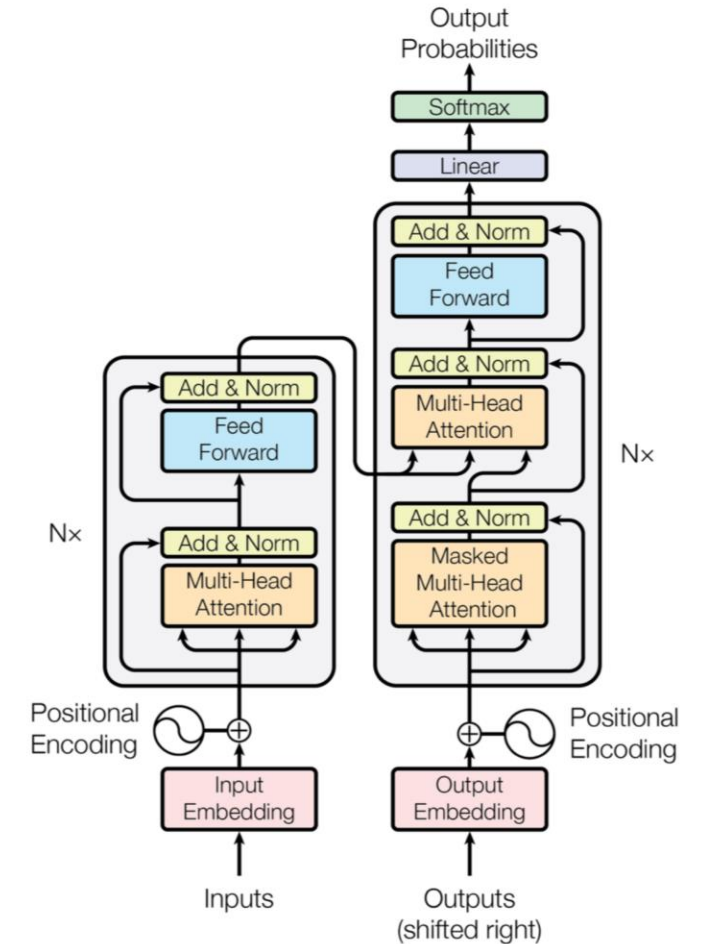 Output
Probabilities
Softmax
Linear
Add & Norm
Feed
Forward
Add & Norm
Multi-Head
Attention
Add & Norm
Masked
Multi-Head
Attention
N×
Add & Norm
Feed
Forward
Add & Norm
Multi-Head
Attention
N×
Positional
Encoding
Positional
Encoding
Input
Embedding
Output
Embedding
Inputs
Outputs
(shifted right)